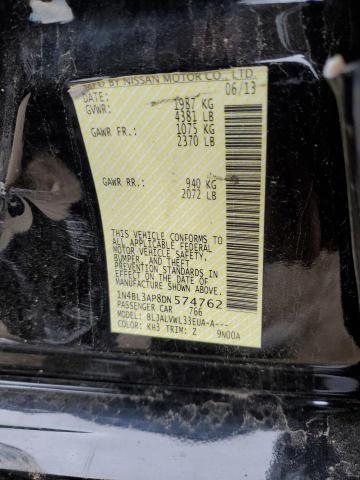 MFD BY NISSAN MOTOR CO., LTD.
DATE: 06/13
GVWR: 1987 KG
4381 LB
GAWR FR.: 1075 KG
2370 LB
GAWR RR.: 940 KG
2072 LB
THIS VEHICLE CONFORMS TO
ALL APPLICABLE FEDERAL
MOTOR VEHICLE SAFETY,
BUMPER, AND THEFT
PREVENTION STANDARDS IN
EFFECT ON THE DATE OF
MANUFACTURE SHOWN ABOVE.
1N4BL3AP8DN574762
PASSENGER CAR 766
MODEL: BL3ALVWL33EUA-A---
COLOR: KH3 TRIM: Z 9N00A